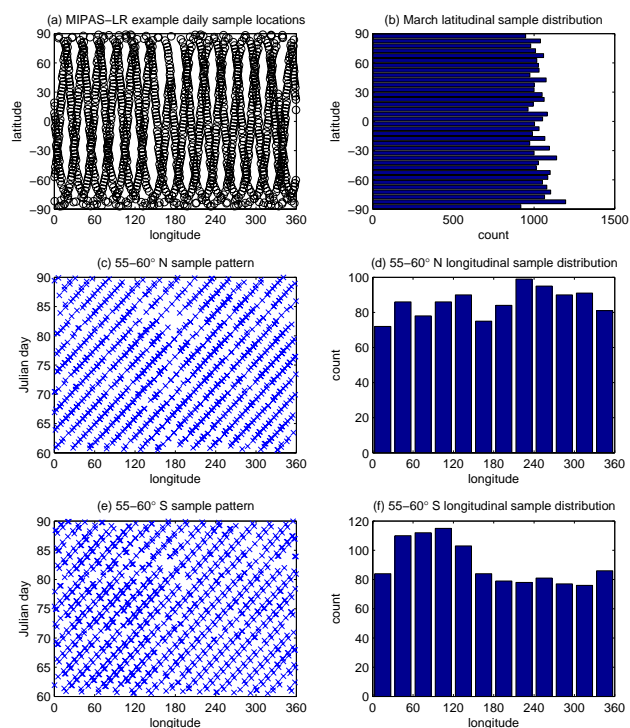 (a) MIPAS−LR example daily sample locations
90
60
30
0
−30
−60
−90
latitude
0 60 120 180 240 300 360
longitude
(b) March latitudinal sample distribution
90
60
30
0
−30
−60
−90
latitude
0 500 1000 1500
count
(c) 55−60° N sample pattern
90
85
80
75
70
65
60
Julian day
0 60 120 180 240 300 360
longitude
(d) 55−60° N longitudinal sample distribution
100
80
60
40
20
0
count
0 60 120 180 240 300 360
longitude
(e) 55−60° S sample pattern
90
85
80
75
70
65
60
Julian day
0 60 120 180 240 300 360
longitude
(f) 55−60° S longitudinal sample distribution
120
100
80
60
40
20
0
count
0 60 120 180 240 300 360
longitude